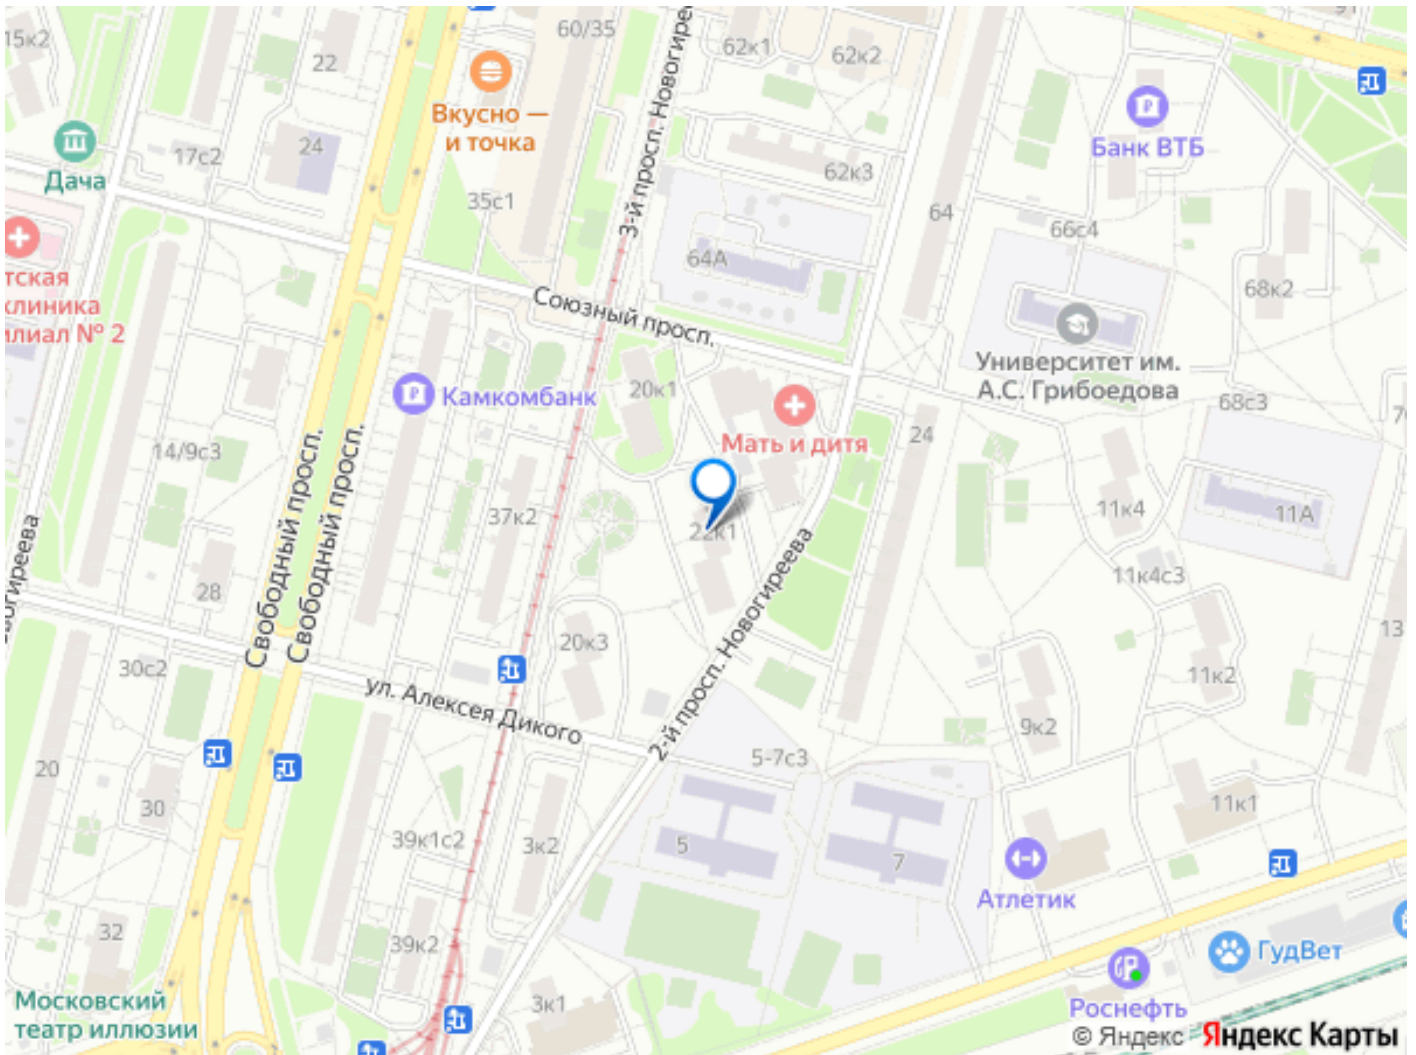 15к2
22
60/35
62к1
62к2
91
3-й просп. Новогирее
Вкусно —
и точка
Банк ВТБ
17с2
24
Дача
62к3
35с1
64
66с4
64А
тская
клиника
илиал № 2
68к2
Союзный просп.
Университет им.
А.С. Грибоедова
20к1
Камкомбанк
68с3
24
Мать и дитя
14/9с3
Свободный просп.
Свободный просп.
37к2
22к1
11к4
11А
вогиреева
28
11к4с3
2-й просп. Новогиреева
20к3
13
30с2
ул. Алексея Дикого
11к2
9к2
5-7с3
20
30
11к1
39к1с2
3к2
5
7
Атлетик
32
39к2
ГудВет
Московский
театр иллюзии
3к1
Роснефть
© Яндекс Яндекс Карты